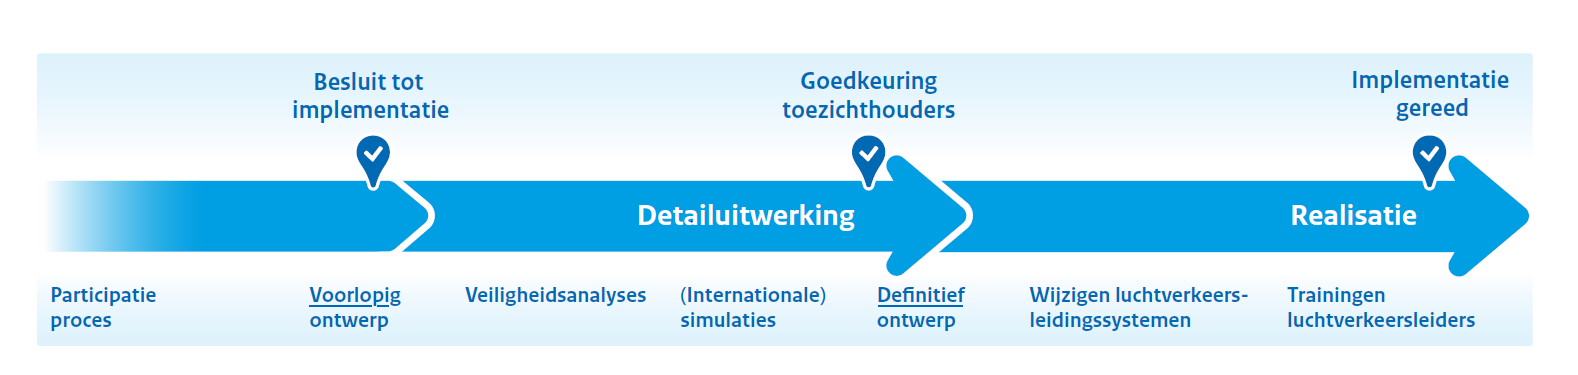 Besluit tot
implementatie
Goedkeuring
toezichthouders
Implementatie
gereed
Detailuitwerking
Realisatie
Participatie
proces
Voorlopig
ontwerp
Veiligheidsanalyses
(Internationale)
simulaties
Definitief
ontwerp
Wijzigen luchtverkeers-
leidingssystemen
Trainingen
luchtverkeersleiders